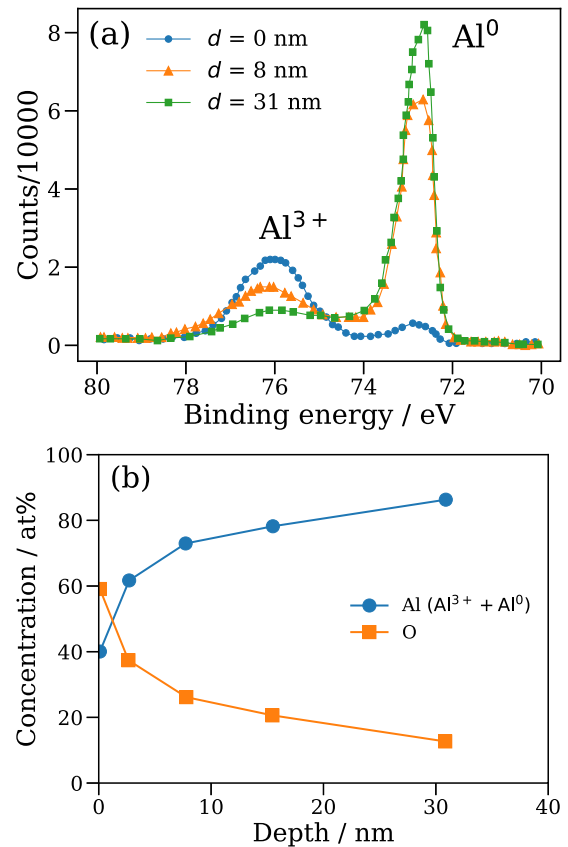 (a)
d = 0 nm
d = 8 nm
d = 31 nm
Al⁰
Al³⁺
Counts/10000
8
6
4
2
0
80 78 76 74 72 70
Binding energy / eV
(b)
Concentration / at%
100
80
60
40
20
0
Al (Al³⁺ + Al⁰)
O
0 10 20 30 40
Depth / nm